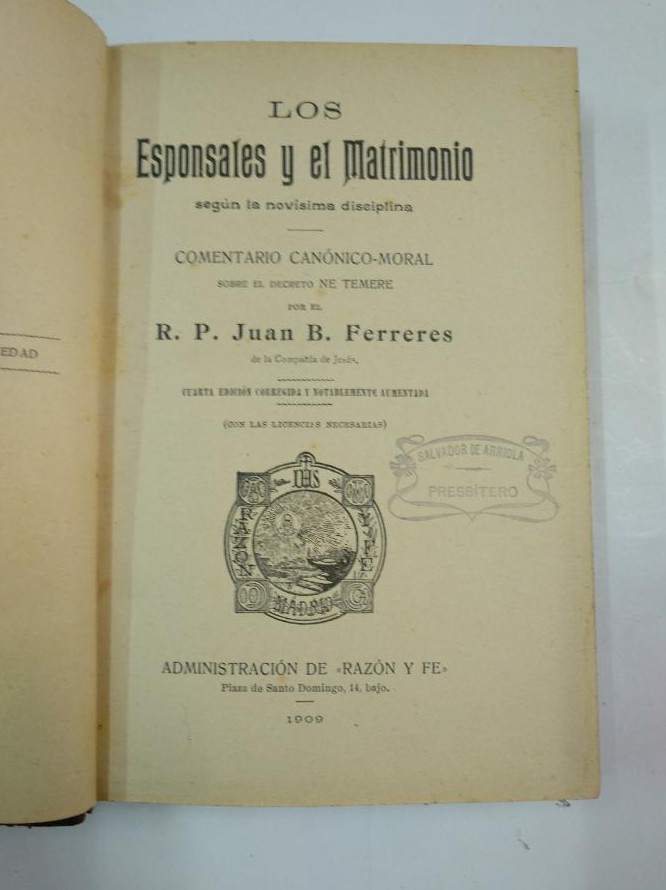 EDAD
LOS
Esponsales y el Matrimonio
según la novísima disciplina
COMENTARIO CANÓNICO-MORAL
SOBRE EL DECRETO NE TEMERE
POR EL
R. P. Juan B. Ferreres
de la Compañía de Jesús.
CUARTA EDICIÓN CORREGIDA Y NOTABLEMENTE AUMENTADA
(CON LAS LICENCIAS NECESARIAS)
SALVADOR DE ARRIOLA
PRESBÍTERO
IHS
RAZON
Y FE
MADRID
ADMINISTRACIÓN DE «RAZÓN Y FE»
Plaza de Santo Domingo, 14, bajo.
1909